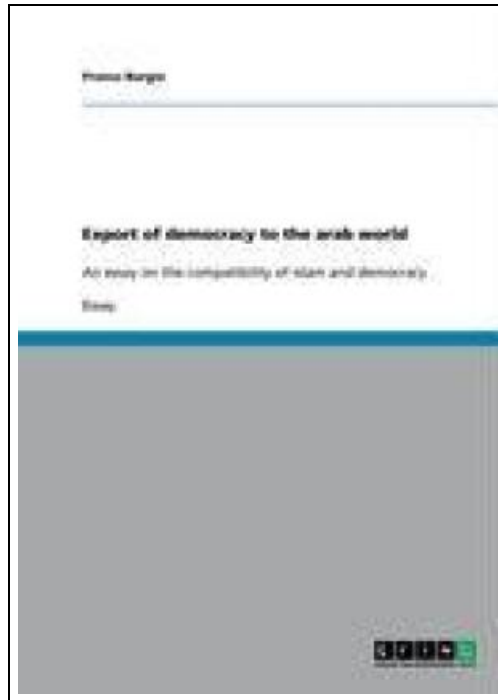 Franco Burgio
Export of democracy to the arab world
An essay on the compatibility of islam and democracy
Essay
GRIN